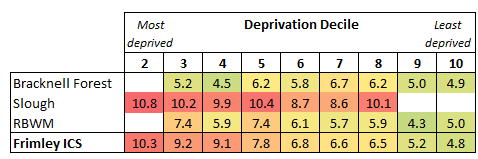 Most deprived Deprivation Decile Least deprived
2 3 4 5 6 7 8 9 10
Bracknell Forest 5.2 4.5 6.2 5.8 6.7 6.2 5.0 4.9
Slough 10.8 10.2 9.9 10.4 8.7 8.6 10.1
RBWM 7.4 5.9 7.4 6.1 5.7 5.9 4.3 5.0
Frimley ICS 10.3 9.2 9.1 7.8 6.8 6.6 6.5 5.2 4.8